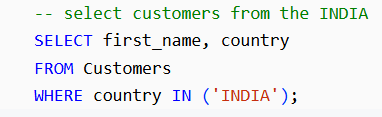 -- select customers from the INDIA
SELECT first_name, country
FROM Customers
WHERE country IN ('INDIA');